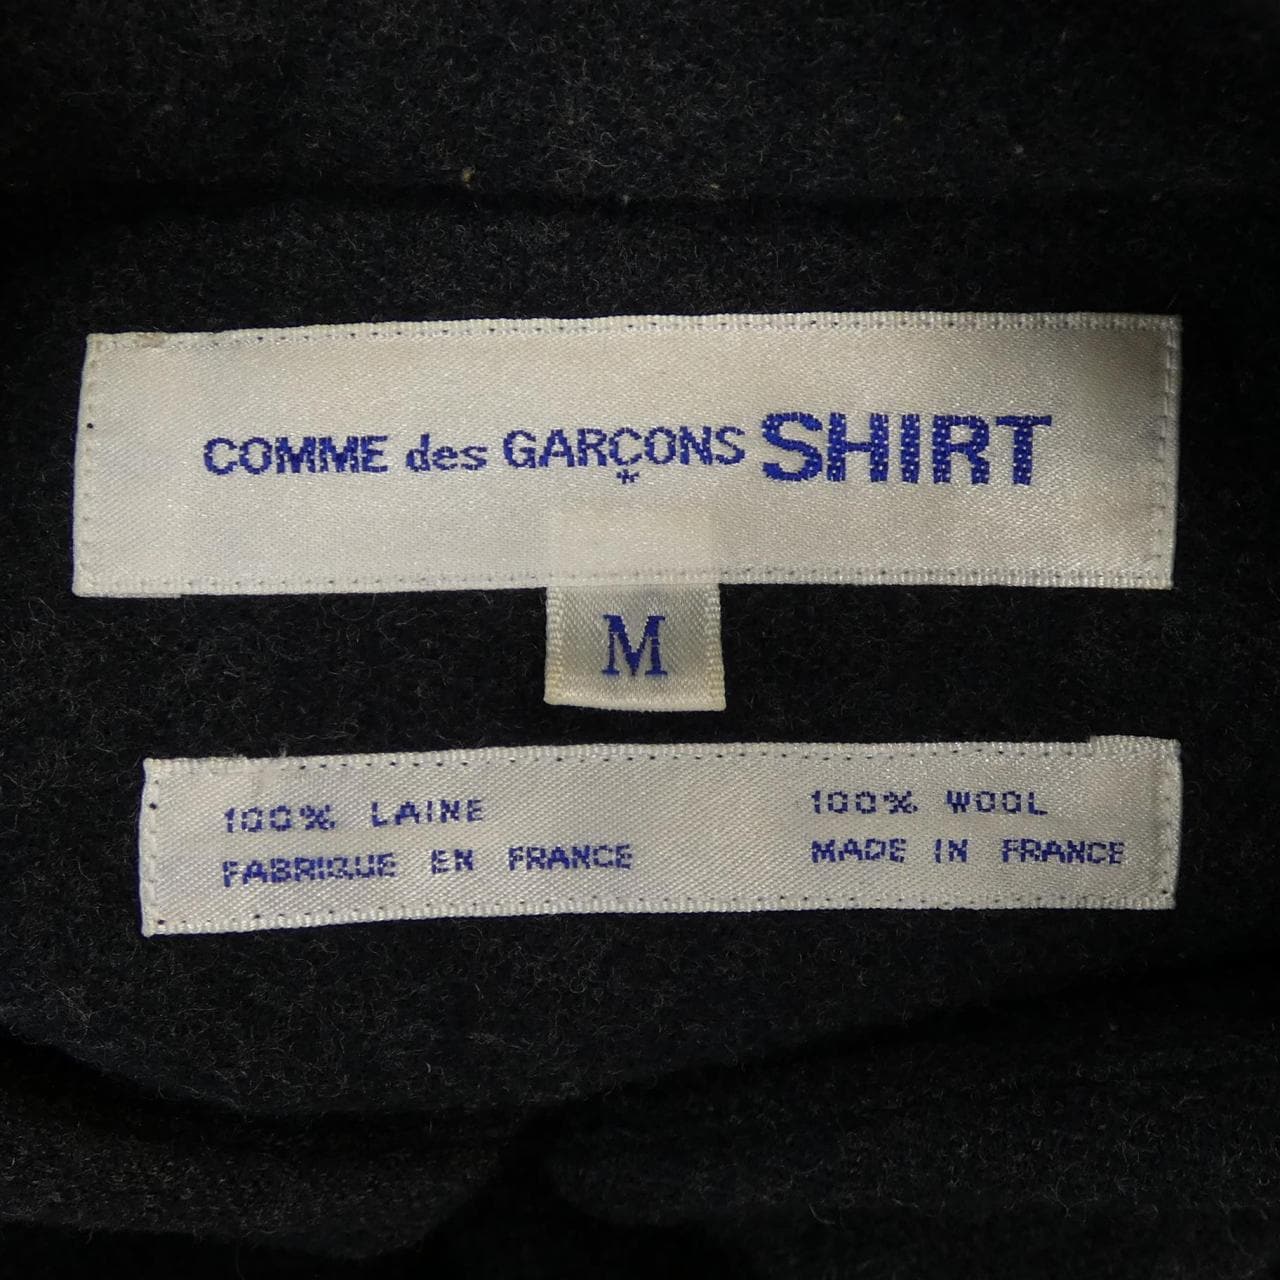 COMME des GARÇONS SHIRT
*
M
100% LAINE
FABRIQUE EN FRANCE
100% WOOL
MADE IN FRANCE